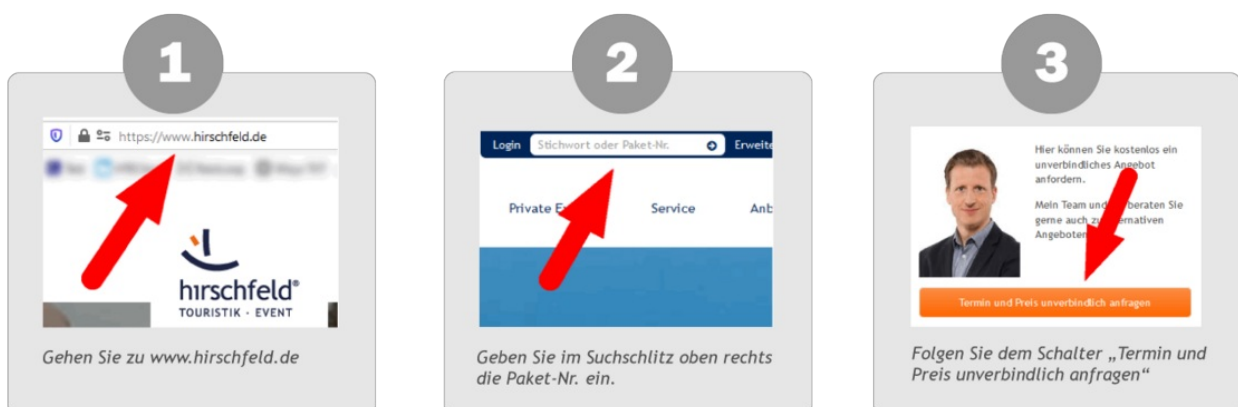 1
https://www.hirschfeld.de
hirschfeld®
TOURISTIK · EVENT
Gehen Sie zu www.hirschfeld.de
2
Login Stichwort oder Paket-Nr.
Private Service
Geben Sie im Suchschlitz oben rechts
die Paket-Nr. ein.
3
Hier können Sie kostenlos ein
unverbindliches Angebot
anfordern.
Mein Team und beraten Sie
gerne auch zu
Termin und Preis unverbindlich anfragen
Folgen Sie dem Schalter „Termin und
Preis unverbindlich anfragen“